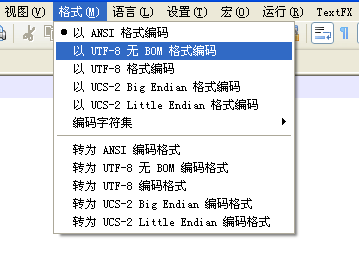 视图(V) 格式(M) 语言(L) 设置(T) 宏(O) 运行(R) TextFX
以 ANSI 格式编码
以 UTF-8 无 BOM 格式编码
以 UTF-8 格式编码
以 UCS-2 Big Endian 格式编码
以 UCS-2 Little Endian 格式编码
编码字符集
转为 ANSI 编码格式
转为 UTF-8 无 BOM 编码格式
转为 UTF-8 编码格式
转为 UCS-2 Big Endian 编码格式
转为 UCS-2 Little Endian 编码格式